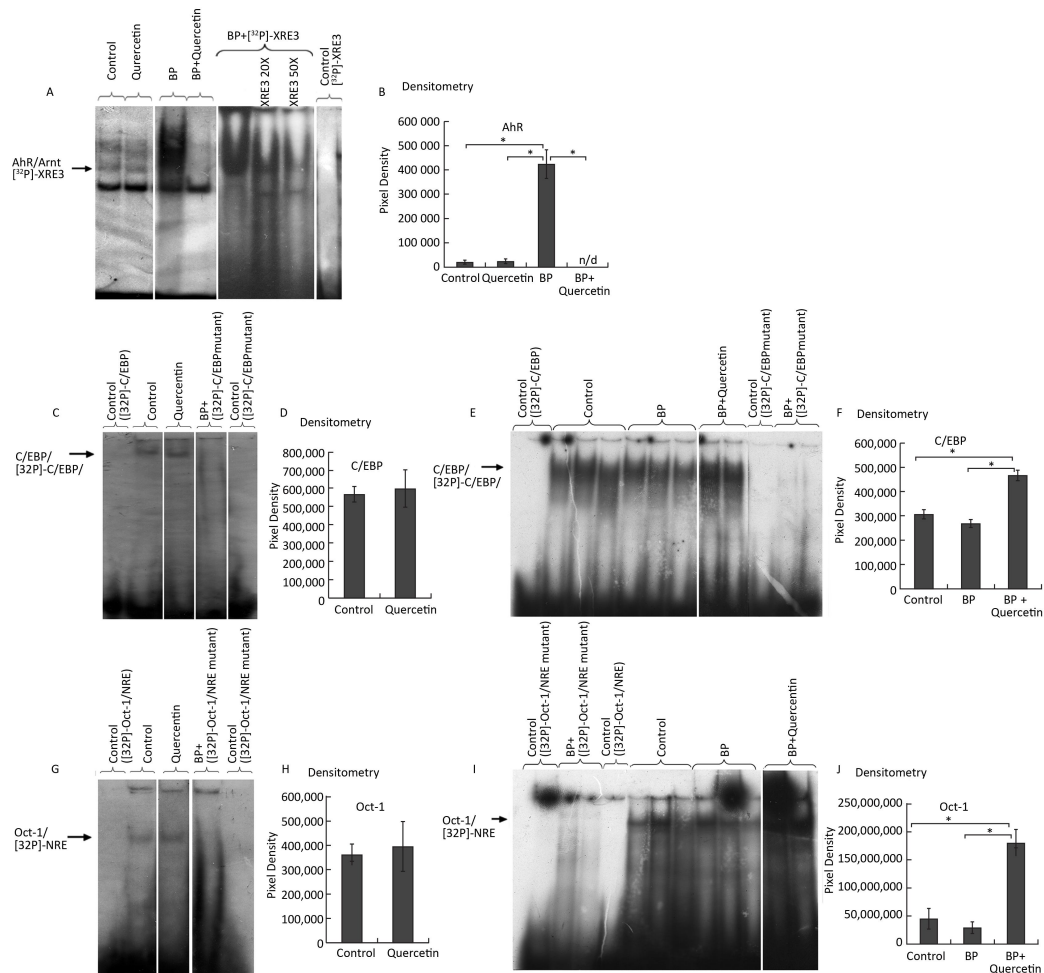 A
Control
Qurercetin
BP
BP+Quercetin
BP+[³²P]-XRE3
XRE3 20X
XRE3 50X
Control
[³²P]-XRE3
AhR/Arnt
[³²P]-XRE3
B
Densitometry
AhR
Pixel Density
600 000
500 000
400 000
300 000
200 000
100 000
0
*
* *
n/d
Control Quercetin BP BP+
Quercetin
C
Control
([32P]-C/EBP)
Control
Quercentin
BP+
([32P]-C/EBPmutant)
Control
([32P]-C/EBPmutant)
C/EBP/
[32P]-C/EBP/
D
Densitometry
C/EBP
Pixel Density
800,000
700,000
600,000
500,000
400,000
300,000
200,000
100,000
0
Control Quercetin
E
Control
([32P]-C/EBP)
Control
BP
BP+Quercetin
Control
([32P]-C/EBPmutant)
BP+
([32P]-C/EBPmutant)
C/EBP/
[32P]-C/EBP/
F
Densitometry
C/EBP
Pixel Density
600,000
500,000
400,000
300,000
200,000
100,000
0
*
*
Control BP BP +
Quercetin
G
Control
([32P]-Oct-1/NRE)
Control
Quercentin
BP+
([32P]-Oct-1/NRE mutant)
Control
([32P]-Oct-1/NRE mutant)
Oct-1/
[32P]-NRE
H
Densitometry
Oct-1
Pixel Density
600,000
500,000
400,000
300,000
200,000
100,000
0
Control Quercetin
I
Control
([32P]-Oct-1/NRE mutant)
BP+
([32P]-Oct-1/NRE mutant)
Control
([32P]-Oct-1/NRE)
Control
BP
BP+Quercentin
Oct-1/
[32P]-NRE
J
Densitometry
Oct-1
Pixel Density
250,000,000
200,000,000
150,000,000
100,000,000
50,000,000
0
*
*
Control BP BP+
Quercetin